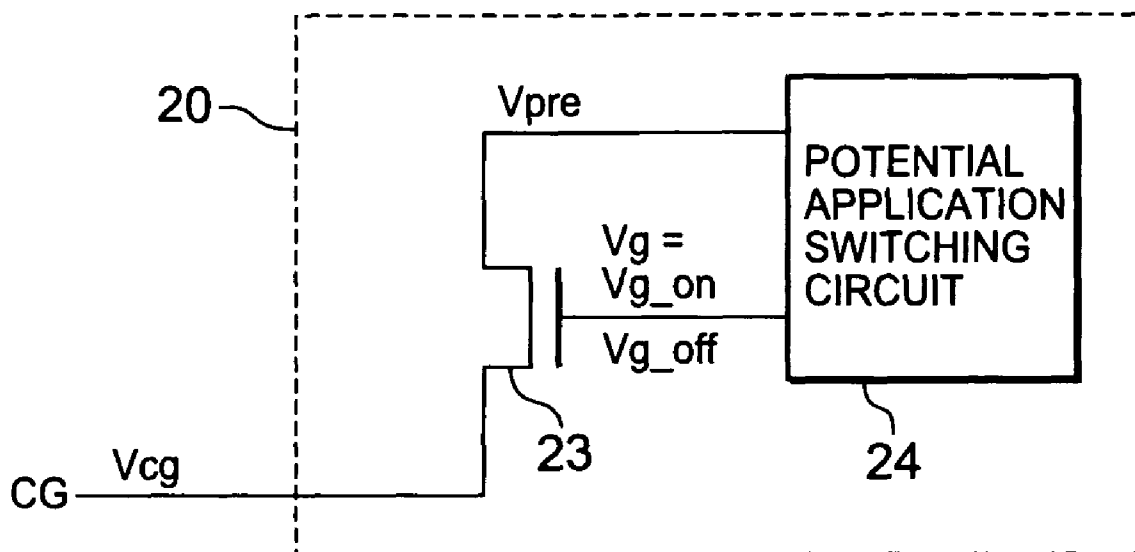 20
Vpre
POTENTIAL
APPLICATION
SWITCHING
CIRCUIT
Vg =
Vg_on
Vg_off
23
24
Vcg
CG